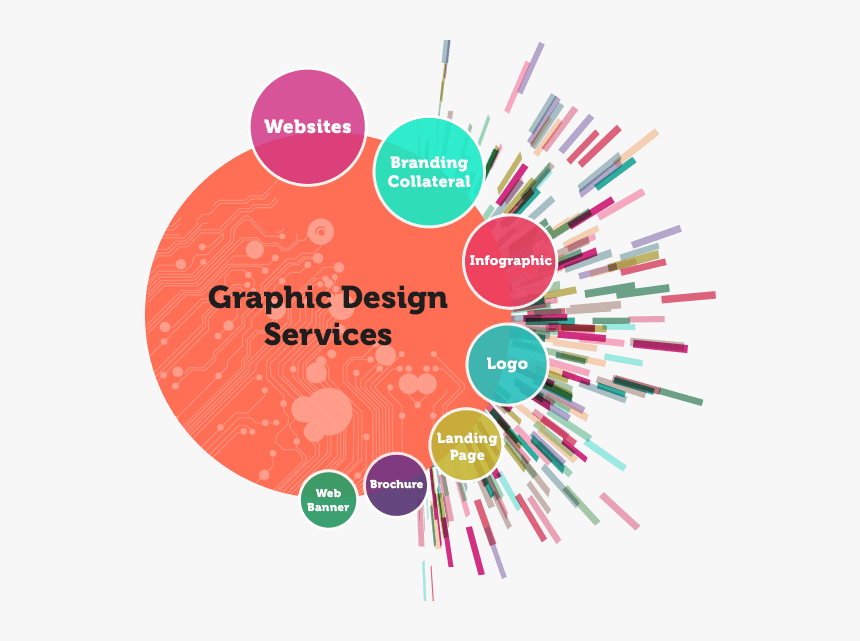 Websites
Branding
Collateral
Infographic
Graphic Design
Services
Logo
Landing
Page
Brochure
Web
Banner